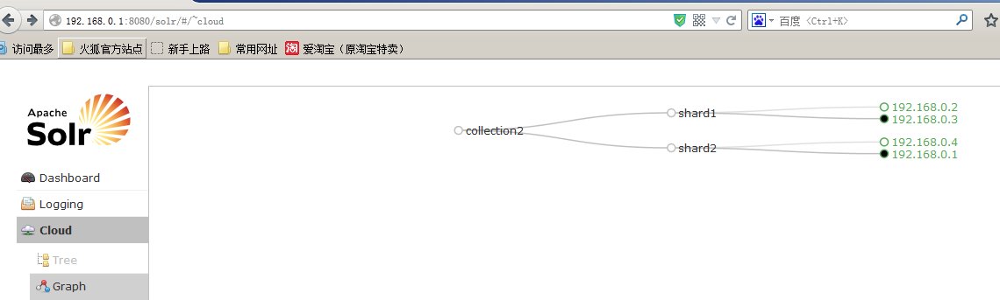 192.168.0.1:8080/solr/#/~cloud
百度 <Ctrl+K>
访问最多 火狐官方站点 新手上路 常用网址 淘 爱淘宝（原淘宝特卖）
Apache
Solr
collection2
shard1
192.168.0.2
192.168.0.3
shard2
192.168.0.4
192.168.0.1
Dashboard
Logging
Cloud
Tree
Graph